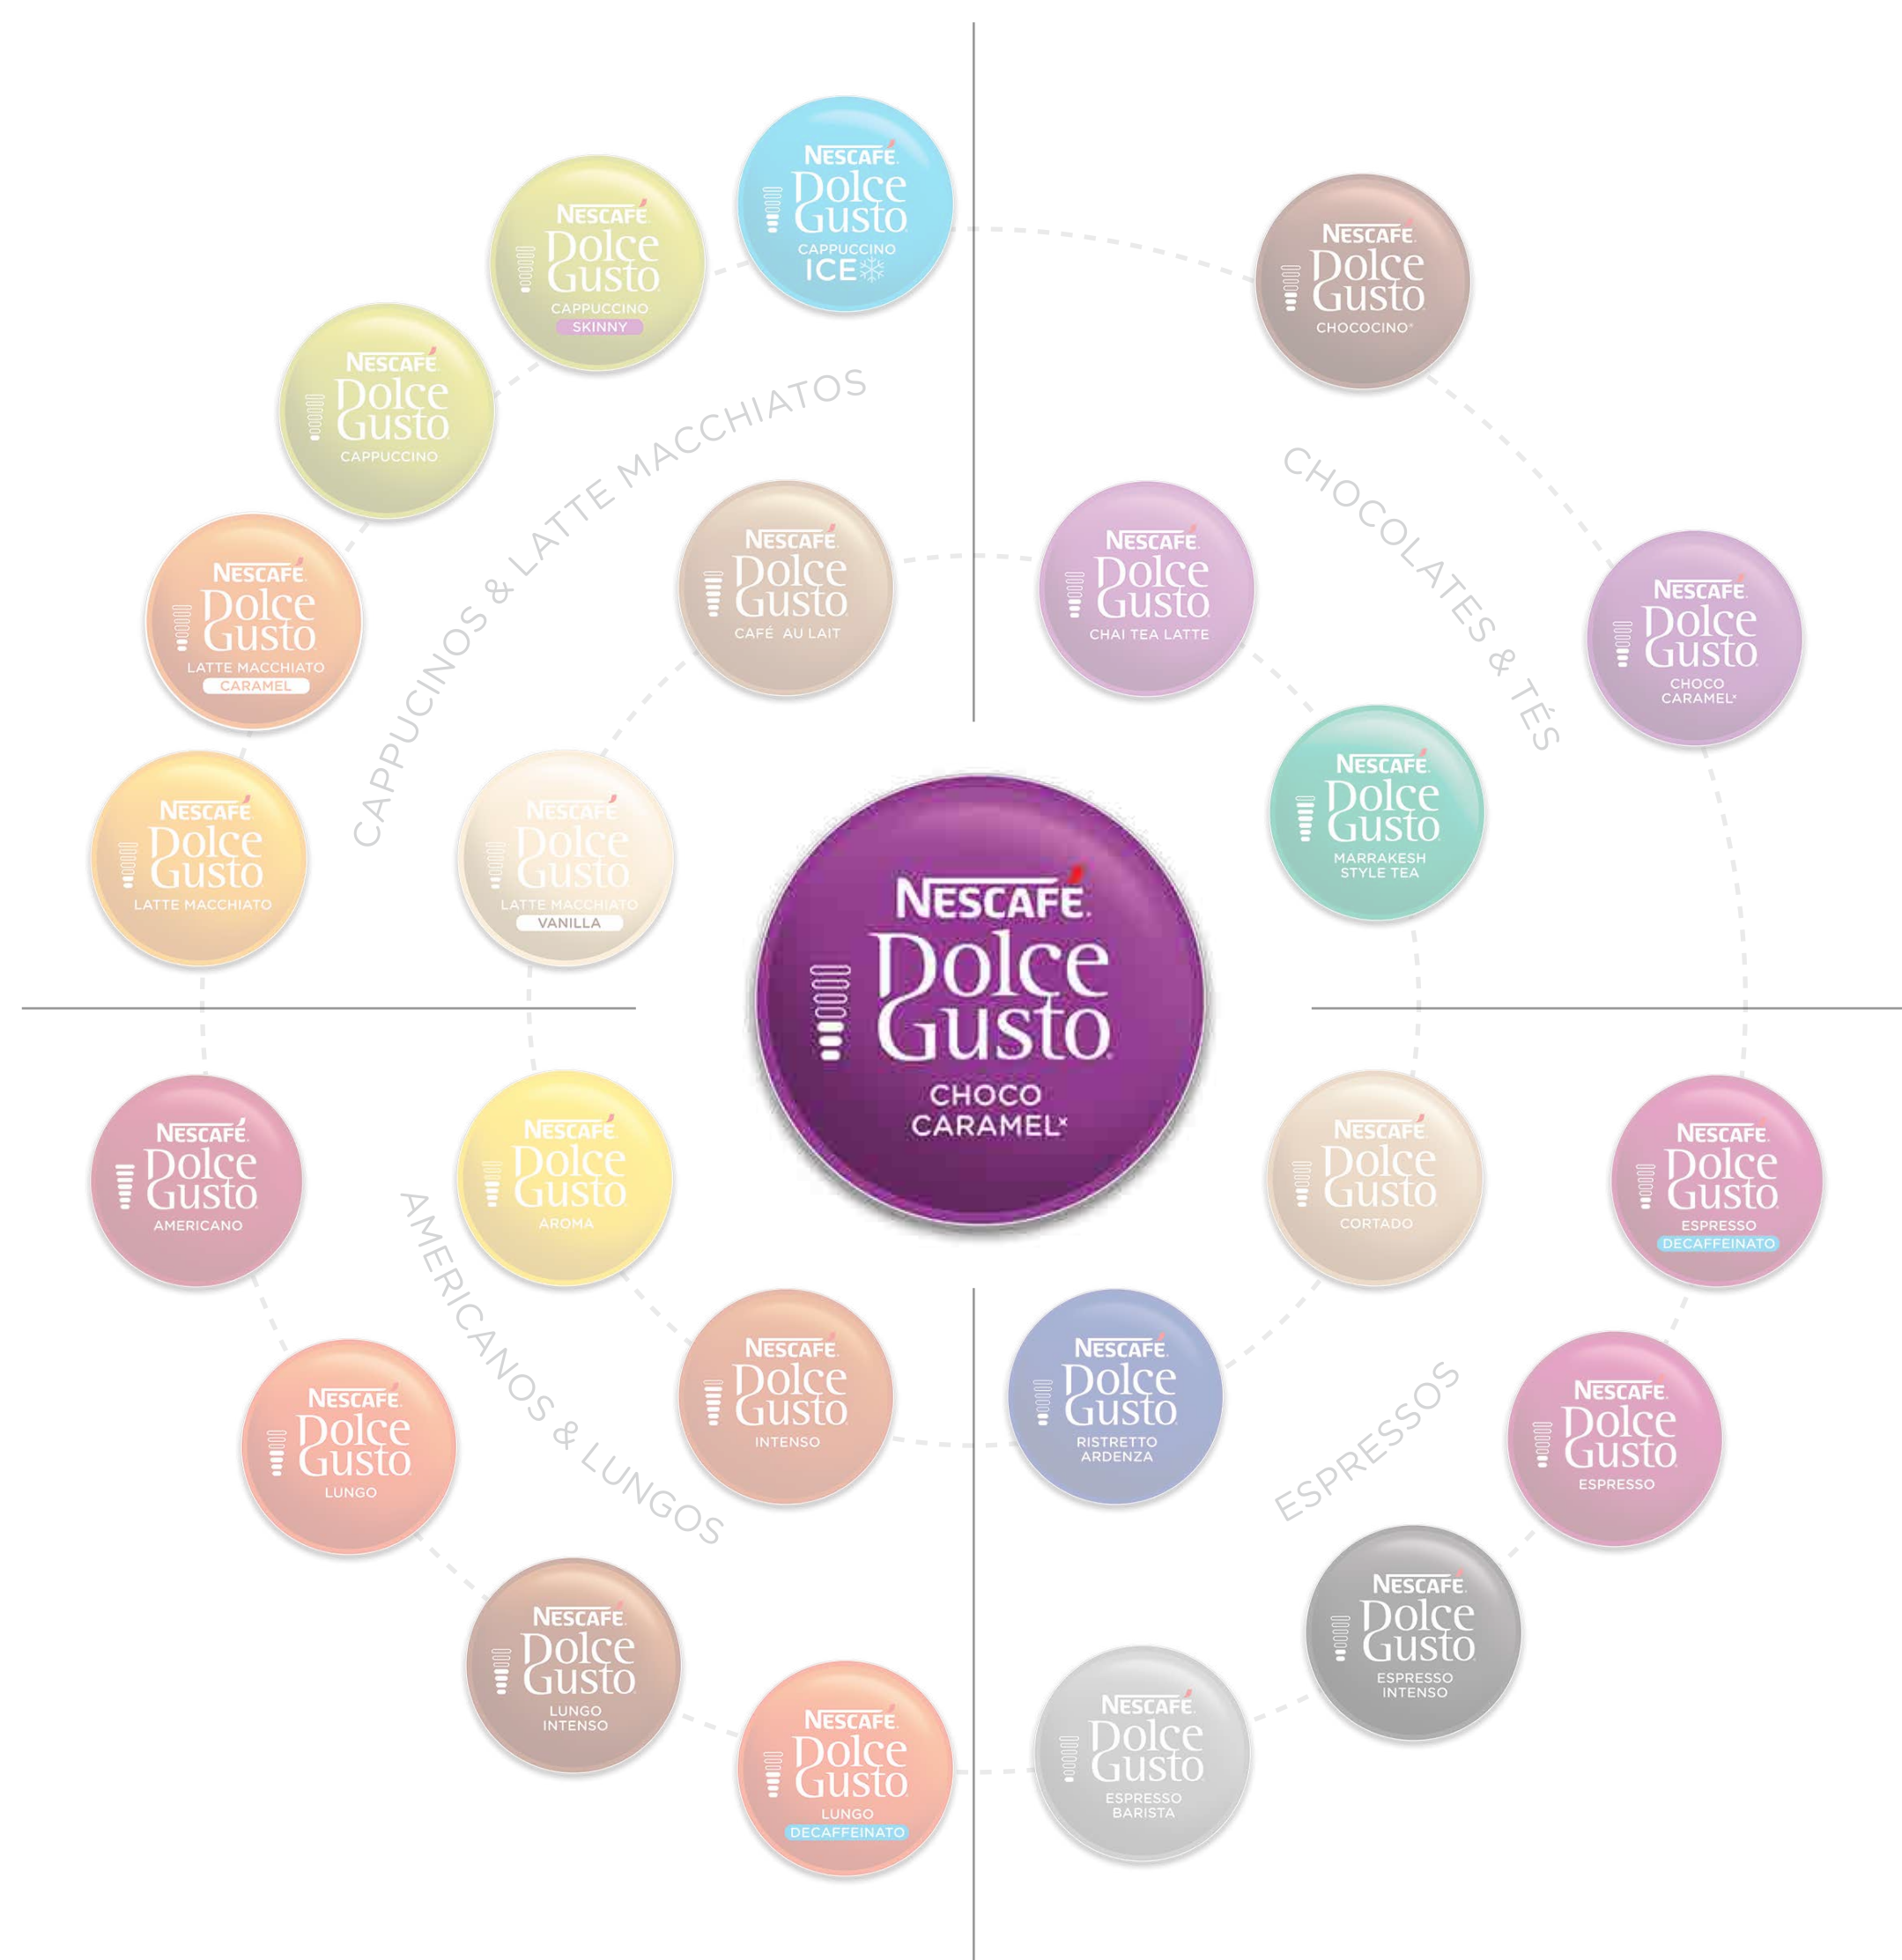 NESCAFÉ.
Dolce
Gusto
CAPPUCCINO
ICE
NESCAFÉ.
Dolce
Gusto
CAPPUCCINO
SKINNY
NESCAFÉ.
Dolce
Gusto
CAPPUCCINO
NESCAFÉ.
Dolce
Gusto
LATTE MACCHIATO
CARAMEL
NESCAFÉ.
Dolce
Gusto
LATTE MACCHIATO
CAPPUCINOS & LATTE MACCHIATOS
NESCAFÉ.
Dolce
Gusto
CAFÉ AU LAIT
NESCAFÉ.
Dolce
Gusto
LATTE MACCHIATO
VANILLA
NESCAFÉ.
Dolce
Gusto
CHOCOCINO®
NESCAFÉ.
Dolce
Gusto
CHOCO
CARAMEL*
CHOCOLATES & TÉS
NESCAFÉ.
Dolce
Gusto
CHAI TEA LATTE
NESCAFÉ.
Dolce
Gusto
MARRAKESH
STYLE TEA
NESCAFÉ.
Dolce
Gusto
CHOCO
CARAMEL*
NESCAFÉ.
Dolce
Gusto
AMERICANO
NESCAFÉ.
Dolce
Gusto
AROMA
NESCAFÉ.
Dolce
Gusto
INTENSO
AMERICANOS & LUNGOS
NESCAFÉ.
Dolce
Gusto
LUNGO
NESCAFÉ.
Dolce
Gusto
LUNGO
INTENSO
NESCAFÉ.
Dolce
Gusto
LUNGO
DECAFFEINATO
NESCAFÉ.
Dolce
Gusto
CORTADO
NESCAFÉ.
Dolce
Gusto
ESPRESSO
DECAFFEINATO
NESCAFÉ.
Dolce
Gusto
RISTRETTO
ARDENZA
ESPRESSOS
NESCAFÉ.
Dolce
Gusto
ESPRESSO
NESCAFÉ.
Dolce
Gusto
ESPRESSO
INTENSO
NESCAFÉ.
Dolce
Gusto
ESPRESSO
BARISTA